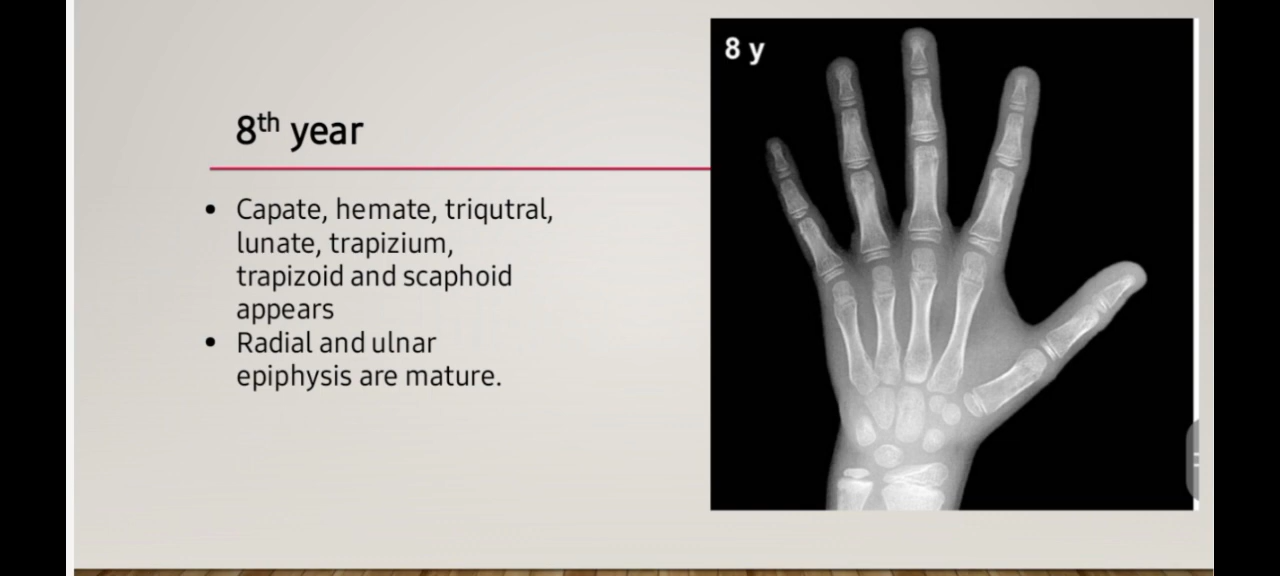 8th year
Capate, hemate, triqutral,
lunate, trapizium,
trapizoid and scaphoid
appears
Radial and ulnar
epiphysis are mature.
8 y